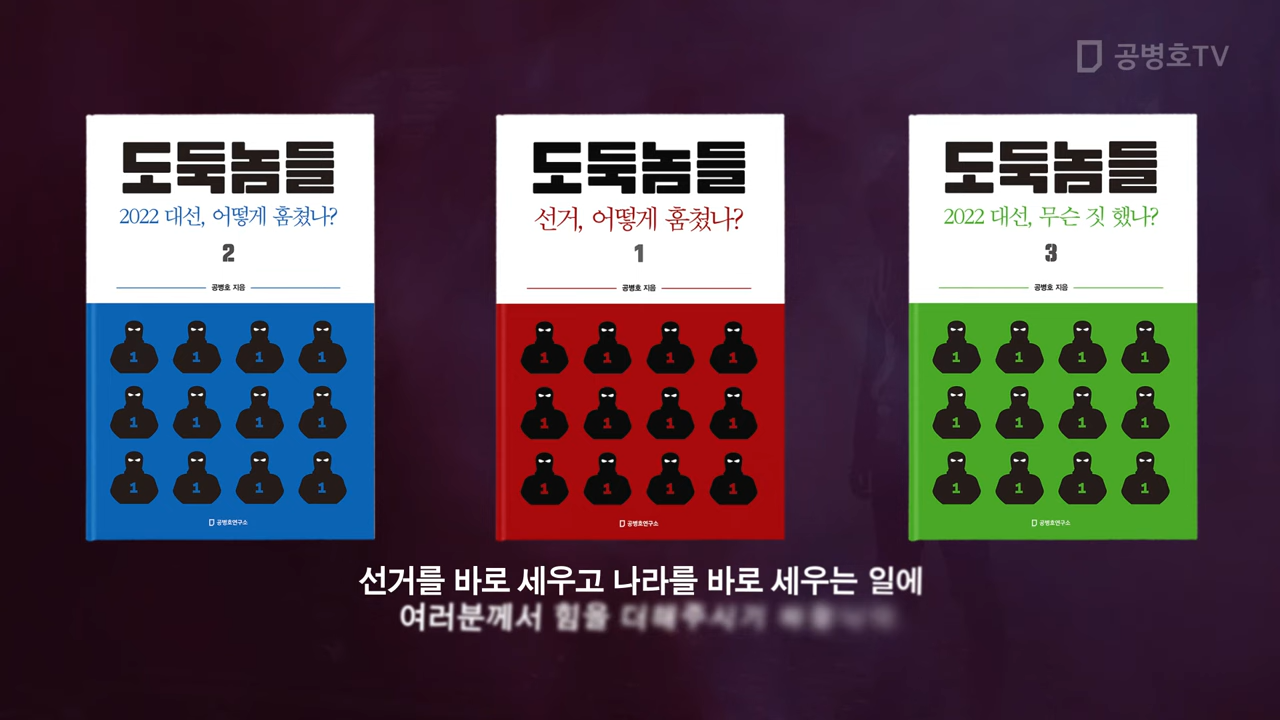 공병호TV
도둑놈들
2022 대선, 어떻게 훔쳤나?
2
공병호 지음
1 1 1 1
1 1 1 1
1 1 1 1
공병호연구소
도둑놈들
선거, 어떻게 훔쳤나?
1
공병호 지음
1 1 1 1
1 1 1 1
1 1 1 1
공병호연구소
도둑놈들
2022 대선, 무슨 짓 했나?
3
공병호 지음
1 1 1 1
1 1 1 1
1 1 1 1
공병호연구소
선거를 바로 세우고 나라를 바로 세우는 일에
여러분께서 힘을 더해주시기